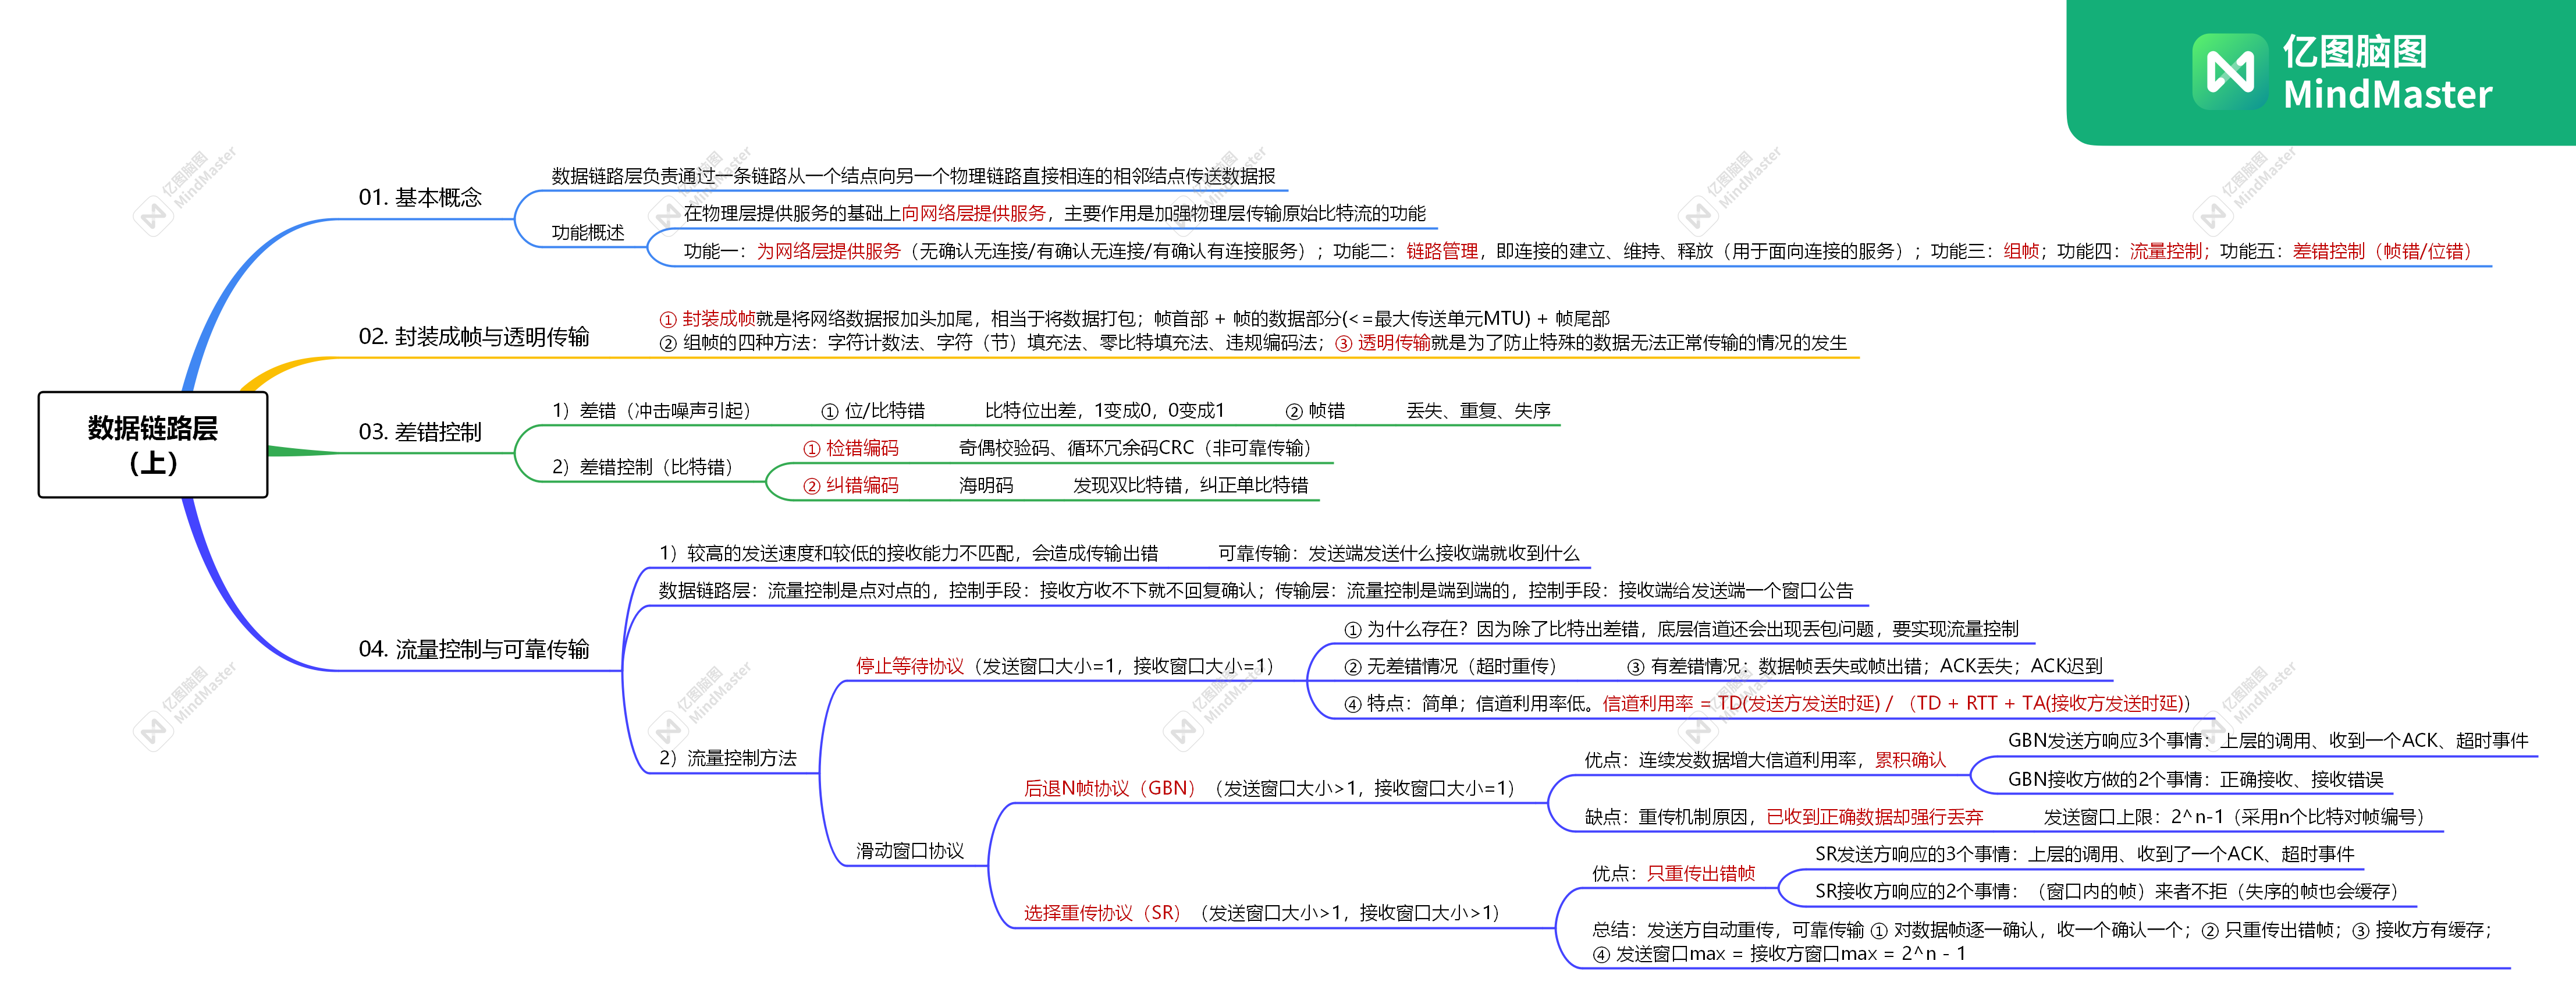 亿图脑图
MindMaster
数据链路层
（上）
01. 基本概念
数据链路层负责通过一条链路从一个结点向另一个物理链路直接相连的相邻结点传送数据报
功能概述
在物理层提供服务的基础上向网络层提供服务，主要作用是加强物理层传输原始比特流的功能
功能一：为网络层提供服务（无确认无连接/有确认无连接/有确认有连接服务）；功能二：链路管理，即连接的建立、维持、释放（用于面向连接的服务）；功能三：组帧；功能四：流量控制；功能五：差错控制（帧错/位错）
02. 封装成帧与透明传输
① 封装成帧就是将网络数据报加头加尾，相当于将数据打包；帧首部 + 帧的数据部分(<=最大传送单元MTU) + 帧尾部
② 组帧的四种方法：字符计数法、字符（节）填充法、零比特填充法、违规编码法；③ 透明传输就是为了防止特殊的数据无法正常传输的情况的发生
03. 差错控制
1）差错（冲击噪声引起） ① 位/比特错 比特位出差，1变成0，0变成1 ② 帧错 丢失、重复、失序
2）差错控制（比特错）
① 检错编码 奇偶校验码、循环冗余码CRC（非可靠传输）
② 纠错编码 海明码 发现双比特错，纠正单比特错
04. 流量控制与可靠传输
1）较高的发送速度和较低的接收能力不匹配，会造成传输出错 可靠传输：发送端发送什么接收端就收到什么
数据链路层：流量控制是点对点的，控制手段：接收方收不下就不回复确认；传输层：流量控制是端到端的，控制手段：接收端给发送端一个窗口公告
2）流量控制方法
停止等待协议（发送窗口大小=1，接收窗口大小=1）
① 为什么存在？因为除了比特出差错，底层信道还会出现丢包问题，要实现流量控制
② 无差错情况（超时重传） ③ 有差错情况：数据帧丢失或帧出错；ACK丢失；ACK迟到
④ 特点：简单；信道利用率低。信道利用率 = TD(发送方发送时延) / （TD + RTT + TA(接收方发送时延)）
滑动窗口协议
后退N帧协议（GBN）（发送窗口大小>1，接收窗口大小=1）
优点：连续发数据增大信道利用率，累积确认
GBN发送方响应3个事情：上层的调用、收到一个ACK、超时事件
GBN接收方做的2个事情：正确接收、接收错误
缺点：重传机制原因，已收到正确数据却强行丢弃 发送窗口上限：2^n-1（采用n个比特对帧编号）
选择重传协议（SR）（发送窗口大小>1，接收窗口大小>1）
优点：只重传出错帧
SR发送方响应的3个事情：上层的调用、收到了一个ACK、超时事件
SR接收方响应的2个事情：（窗口内的帧）来者不拒（失序的帧也会缓存）
总结：发送方自动重传，可靠传输 ① 对数据帧逐一确认，收一个确认一个；② 只重传出错帧；③ 接收方有缓存；
④ 发送窗口max = 接收方窗口max = 2^n - 1